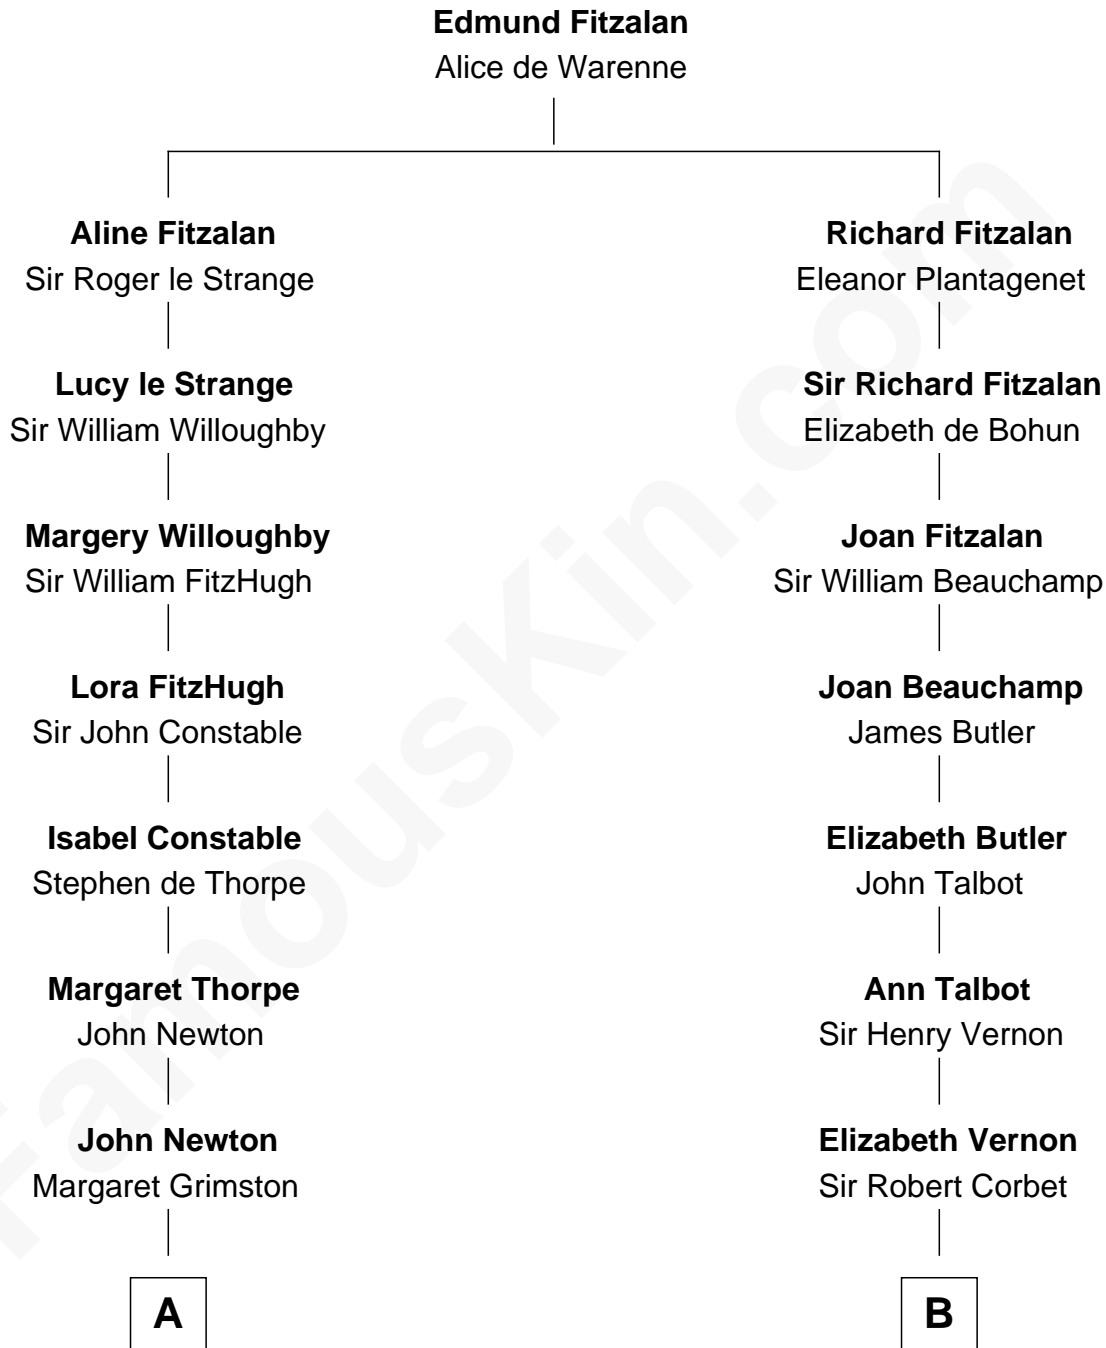 Edmund Fitzalan
Alice de Warenne
Aline Fitzalan
Sir Roger le Strange
Richard Fitzalan
Eleanor Plantagenet
Lucy le Strange
Sir William Willoughby
Sir Richard Fitzalan
Elizabeth de Bohun
Margery Willoughby
Sir William FitzHugh
Joan Fitzalan
Sir William Beauchamp
Lora FitzHugh
Sir John Constable
Joan Beauchamp
James Butler
Isabel Constable
Stephen de Thorpe
Elizabeth Butler
John Talbot
Margaret Thorpe
John Newton
Ann Talbot
Sir Henry Vernon
John Newton
Margaret Grimston
Elizabeth Vernon
Sir Robert Corbet
A
B
FamousKin.com